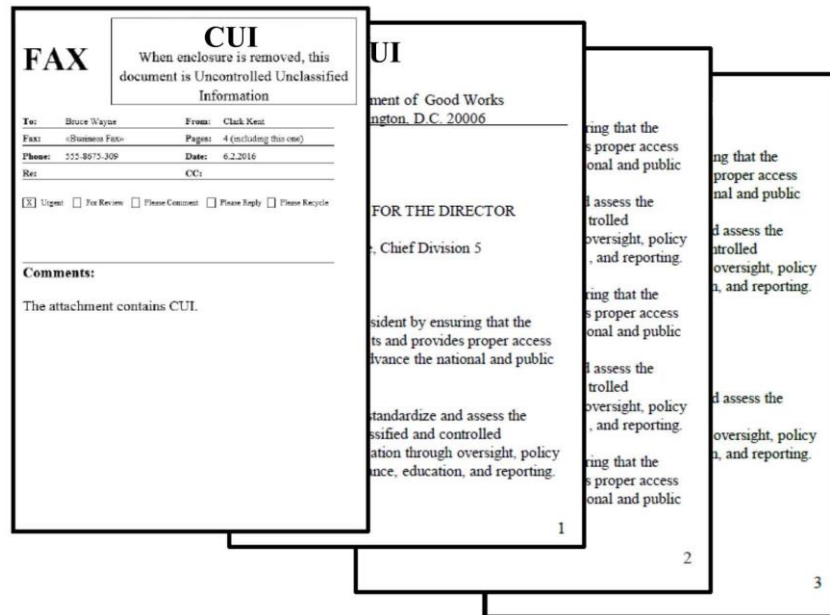 FAX
CUI
When enclosure is removed, this
document is Uncontrolled Unclassified
Information
To: Bruce Wayne From: Clark Kent
Fax: «Business Fax» Pages: 4 (including this one)
Phone: 555-8675-309 Date: 6.2.2016
Re: CC:
X Urgent For Review Please Comment Please Reply Please Recycle
Comments:
The attachment contains CUI.
UI
ment of Good Works
ngton, D.C. 20006
FOR THE DIRECTOR
, Chief Division 5
sident by ensuring that the
ts and provides proper access
dvance the national and public
standardize and assess the
ssified and controlled
ation through oversight, policy
ance, education, and reporting.
1
ring that the
s proper access
onal and public
d assess the
trolled
oversight, policy
, and reporting.
ring that the
s proper access
onal and public
d assess the
trolled
oversight, policy
, and reporting.
ring that the
s proper access
onal and public
2
ng that the
proper access
nal and public
d assess the
ntrolled
oversight, policy
n, and reporting.
d assess the
oversight, policy
n, and reporting.
3